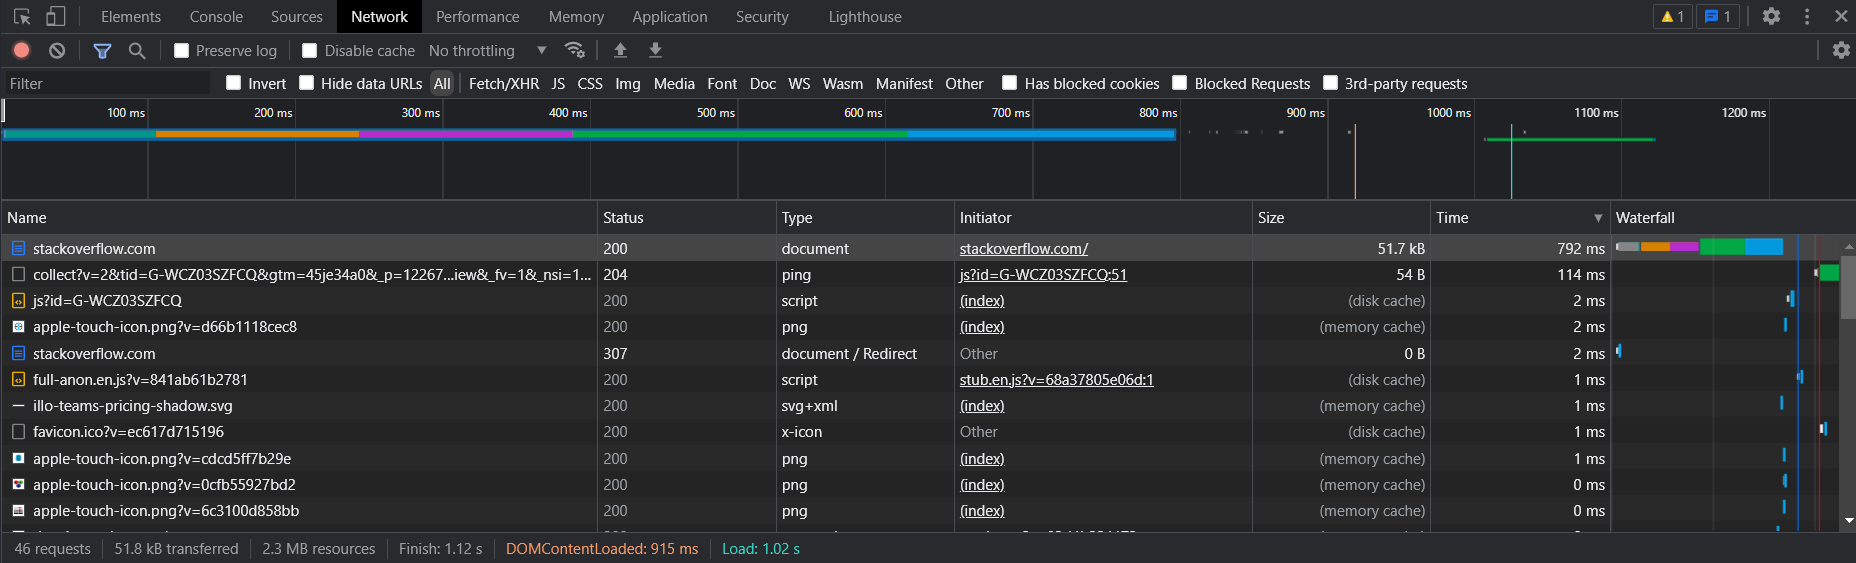 Elements Console Sources Network Performance Memory Application Security Lighthouse 1 1
Preserve log Disable cache No throttling
Filter Invert Hide data URLs All Fetch/XHR JS CSS Img Media Font Doc WS Wasm Manifest Other Has blocked cookies Blocked Requests 3rd-party requests
100 ms 200 ms 300 ms 400 ms 500 ms 600 ms 700 ms 800 ms 900 ms 1000 ms 1100 ms 1200 ms
Name Status Type Initiator Size Time Waterfall
stackoverflow.com 200 document stackoverflow.com/ 51.7 kB 792 ms
collect?v=2&tid=G-WCZ03SZFCQ&gtm=45je34a0&_p=12267...iew&_fv=1&_nsi=1... 204 ping js?id=G-WCZ03SZFCQ:51 54 B 114 ms
js?id=G-WCZ03SZFCQ 200 script (index) (disk cache) 2 ms
apple-touch-icon.png?v=d66b1118cec8 200 png (index) (memory cache) 2 ms
stackoverflow.com 307 document / Redirect Other 0 B 2 ms
full-anon.en.js?v=841ab61b2781 200 script stub.en.js?v=68a37805e06d:1 (disk cache) 1 ms
illo-teams-pricing-shadow.svg 200 svg+xml (index) (memory cache) 1 ms
favicon.ico?v=ec617d715196 200 x-icon Other (disk cache) 1 ms
apple-touch-icon.png?v=cdcd5ff7b29e 200 png (index) (memory cache) 1 ms
apple-touch-icon.png?v=0cfb55927bd2 200 png (index) (memory cache) 0 ms
apple-touch-icon.png?v=6c3100d858bb 200 png (index) (memory cache) 0 ms
46 requests 51.8 kB transferred 2.3 MB resources Finish: 1.12 s DOMContentLoaded: 915 ms Load: 1.02 s